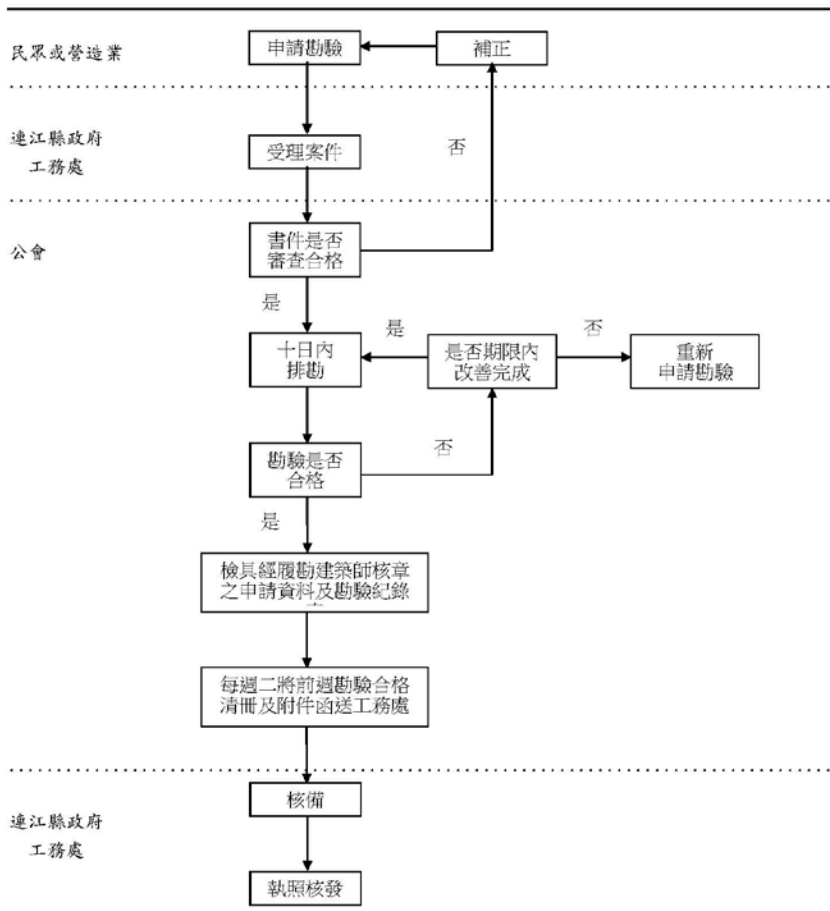 民眾或營造業
申請勘驗
補正
連江縣政府
工務處
受理案件
否
公會
書件是否
審查合格
是
十日內
排勘
是
是否期限內
改善完成
否
重新
申請勘驗
勘驗是否
合格
否
是
檢具經履勘建築師核章
之申請資料及勘驗紀錄
每週二將前週勘驗合格
清冊及附件函送工務處
連江縣政府
工務處
核備
執照核發